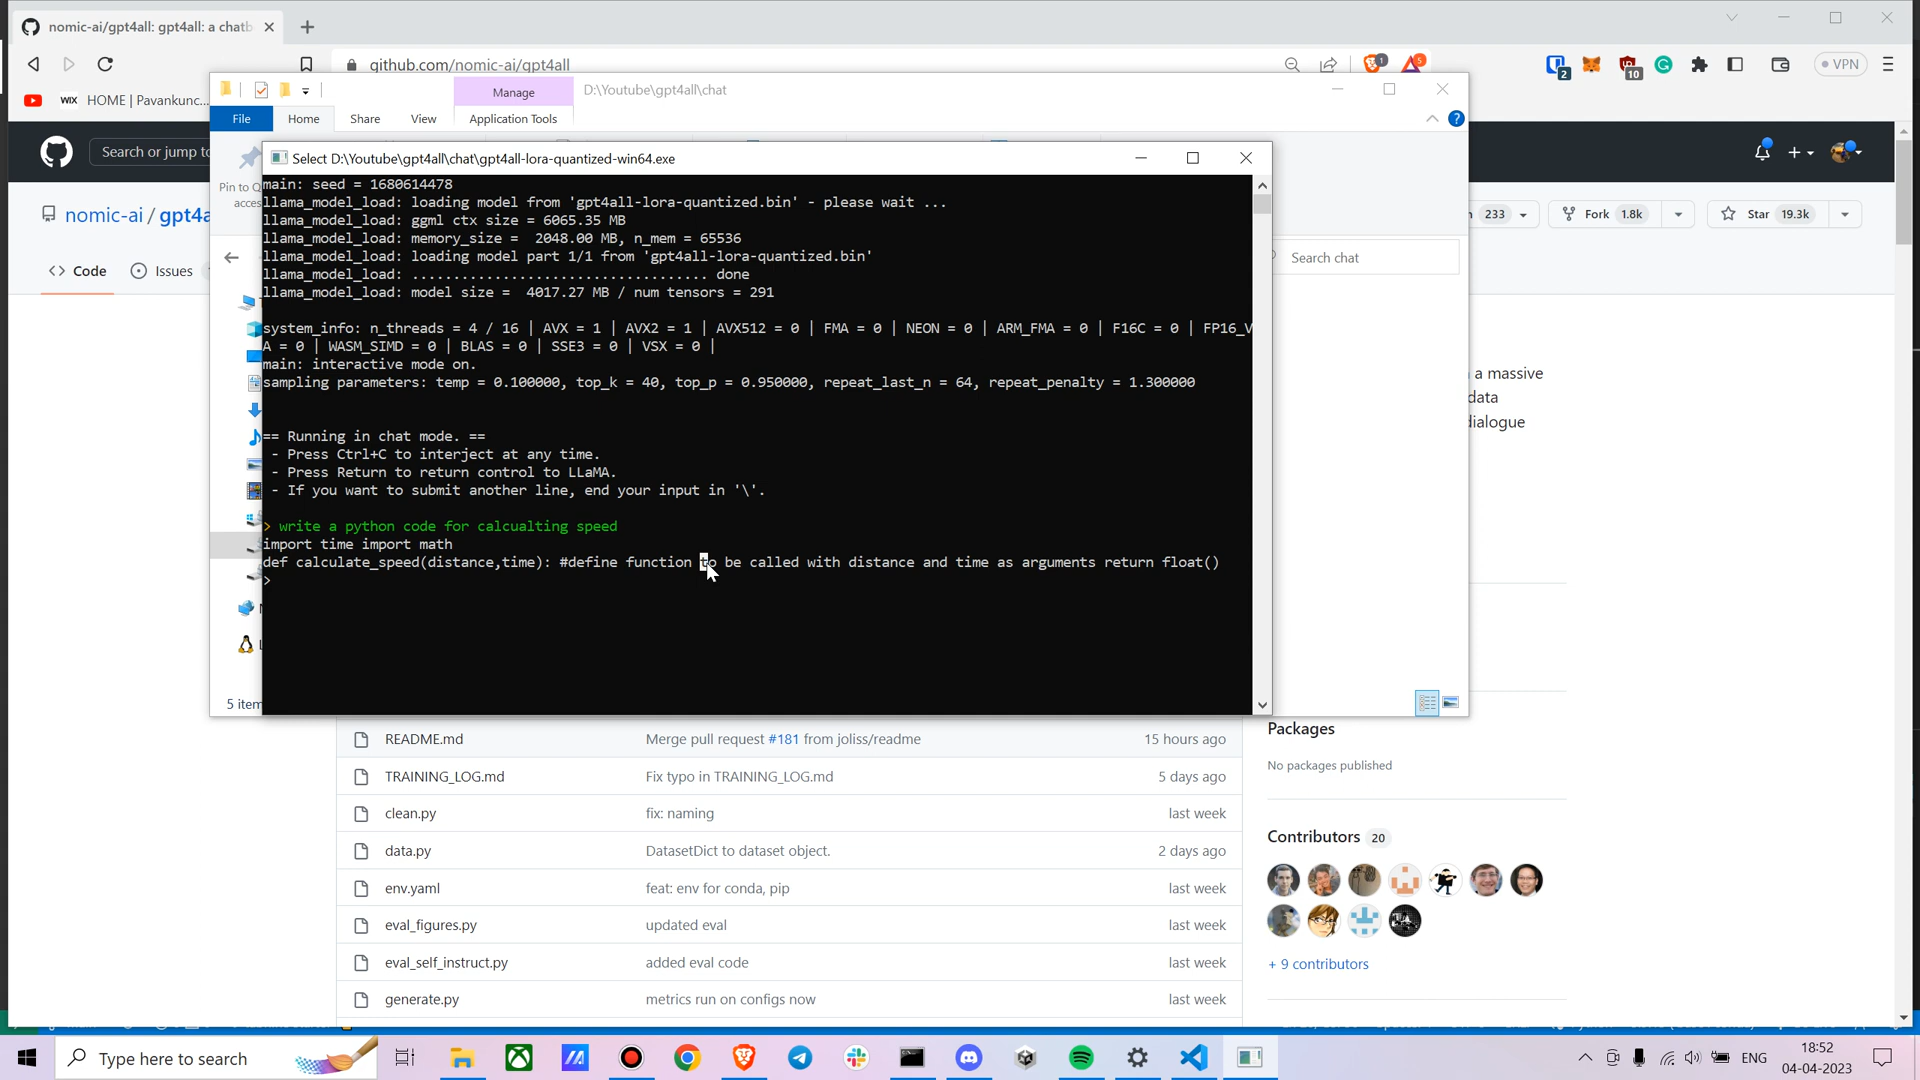 nomic-ai/gpt4all: gpt4all: a chatb
github.com/nomic-ai/gpt4all
1
5
2
10
VPN
WIX HOME | Pavankunc...
Manage
D:\Youtube\gpt4all\chat
File
Home
Share
View
Application Tools
Search or jump to
Pin to Q
acces
Select D:\Youtube\gpt4all\chat\gpt4all-lora-quantized-win64.exe
main: seed = 1680614478
llama_model_load: loading model from 'gpt4all-lora-quantized.bin' - please wait ...
llama_model_load: ggml ctx size = 6065.35 MB
llama_model_load: memory_size =  2048.00 MB, n_mem = 65536
llama_model_load: loading model part 1/1 from 'gpt4all-lora-quantized.bin'
llama_model_load: .................................... done
llama_model_load: model size =  4017.27 MB / num tensors = 291
system_info: n_threads = 4 / 16 | AVX = 1 | AVX2 = 1 | AVX512 = 0 | FMA = 0 | NEON = 0 | ARM_FMA = 0 | F16C = 0 | FP16_V
A = 0 | WASM_SIMD = 0 | BLAS = 0 | SSE3 = 0 | VSX = 0 |
main: interactive mode on.
sampling parameters: temp = 0.100000, top_k = 40, top_p = 0.950000, repeat_last_n = 64, repeat_penalty = 1.300000
== Running in chat mode. ==
- Press Ctrl+C to interject at any time.
- Press Return to return control to LLaMA.
- If you want to submit another line, end your input in '\'.
> write a python code for calcualting speed
import time import math
def calculate_speed(distance,time): #define function to be called with distance and time as arguments return float()
>
nomic-ai / gpt4a
233
Fork 1.8k
Star 19.3k
Code
Issues
Search chat
a massive
data
dialogue
5 item
README.md
Merge pull request #181 from joliss/readme
15 hours ago
TRAINING_LOG.md
Fix typo in TRAINING_LOG.md
5 days ago
clean.py
fix: naming
last week
data.py
DatasetDict to dataset object.
2 days ago
env.yaml
feat: env for conda, pip
last week
eval_figures.py
updated eval
last week
eval_self_instruct.py
added eval code
last week
generate.py
metrics run on configs now
last week
Packages
No packages published
Contributors 20
+ 9 contributors
Type here to search
ENG
18:52
04-04-2023